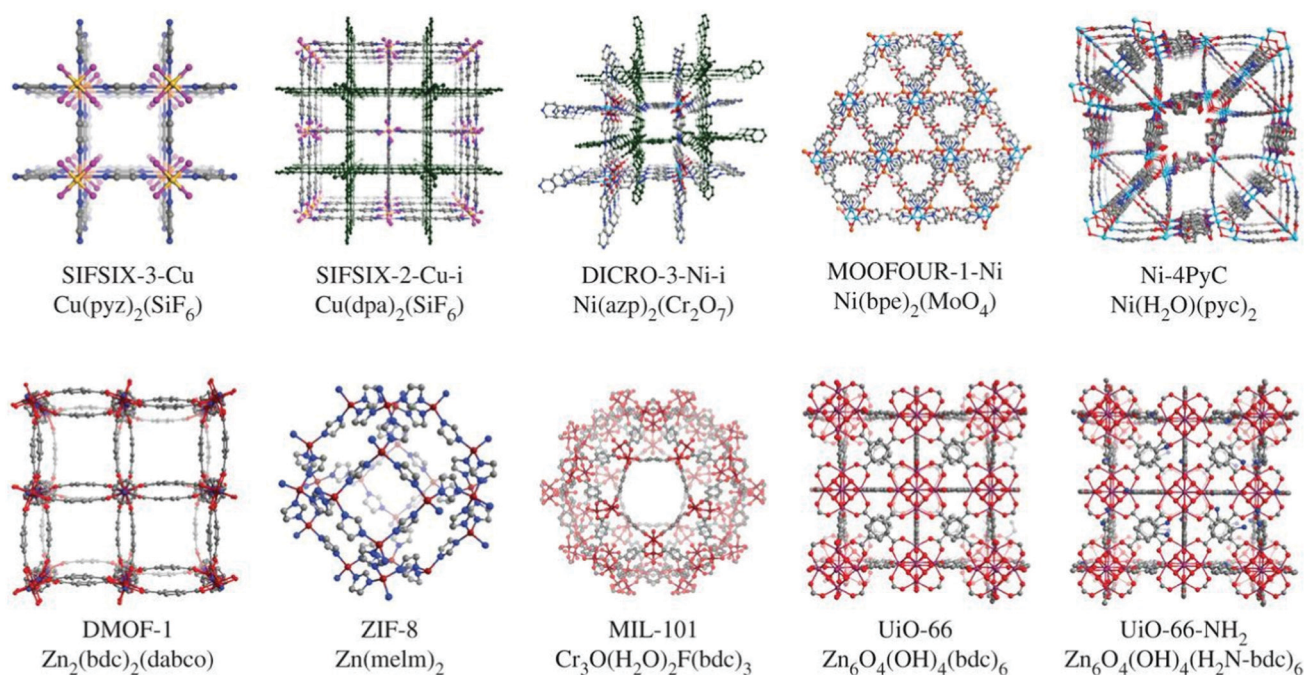 SIFSIX-3-Cu
Cu(pyz)₂(SiF₆)
SIFSIX-2-Cu-i
Cu(dpa)₂(SiF₆)
DICRO-3-Ni-i
Ni(azp)₂(Cr₂O₇)
MOOFOUR-1-Ni
Ni(bpe)₂(MoO₄)
Ni-4PyC
Ni(H₂O)(pyc)₂
DMOF-1
Zn₂(bdc)₂(dabco)
ZIF-8
Zn(melm)₂
MIL-101
Cr₃O(H₂O)₂F(bdc)₃
UiO-66
Zn₆O₄(OH)₄(bdc)₆
UiO-66-NH₂
Zn₆O₄(OH)₄(H₂N-bdc)₆